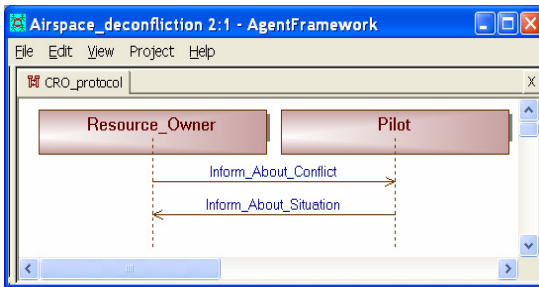 Airspace_deconfliction 2:1 - AgentFramework
File Edit View Project Help
CRO_protocol X
Resource_Owner Pilot
Inform_About_Conflict
Inform_About_Situation